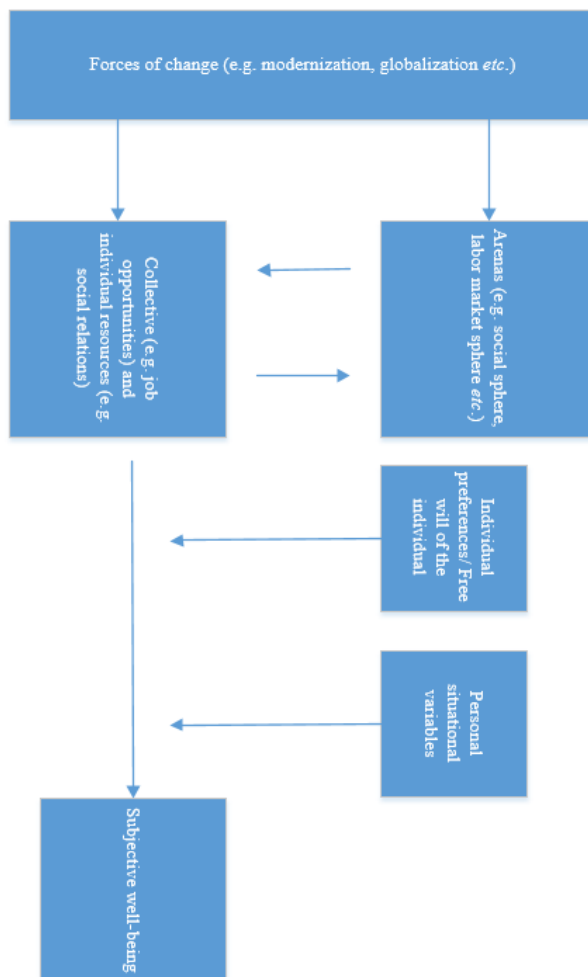 Forces of change (e.g. modernization, globalization etc.)
Arenas (e.g. social sphere,
labor market sphere etc.)
Collective (e.g. job
opportunities) and
individual resources (e.g.
social relations)
Individual
preferences/ Free
will of the
individual
Personal
situational
variables
Subjective well-being